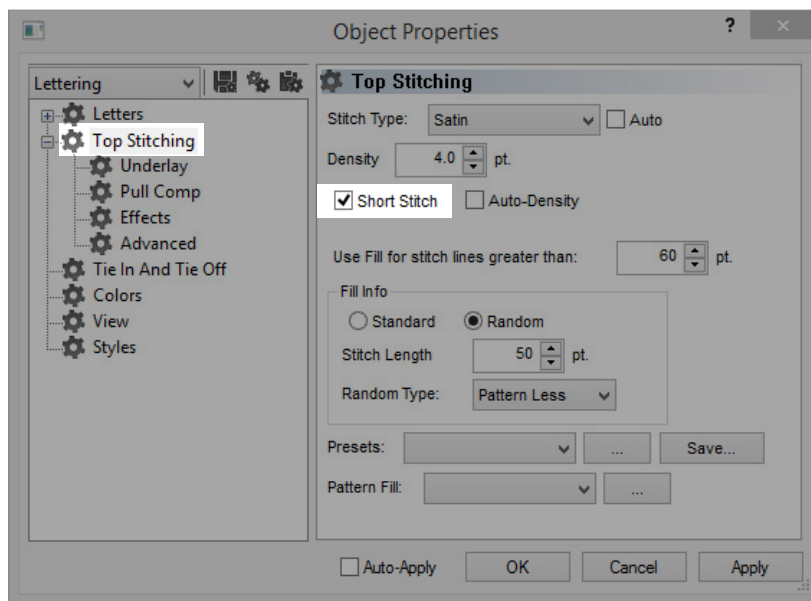 Object Properties
?
Lettering
Letters
Top Stitching
Underlay
Pull Comp
Effects
Advanced
Tie In And Tie Off
Colors
View
Styles
Top Stitching
Stitch Type: Satin Auto
Density 4.0 pt.
Short Stitch Auto-Density
Use Fill for stitch lines greater than: 60 pt.
Fill Info
Standard Random
Stitch Length 50 pt.
Random Type: Pattern Less
Presets: ... Save...
Pattern Fill: ...
Auto-Apply OK Cancel Apply